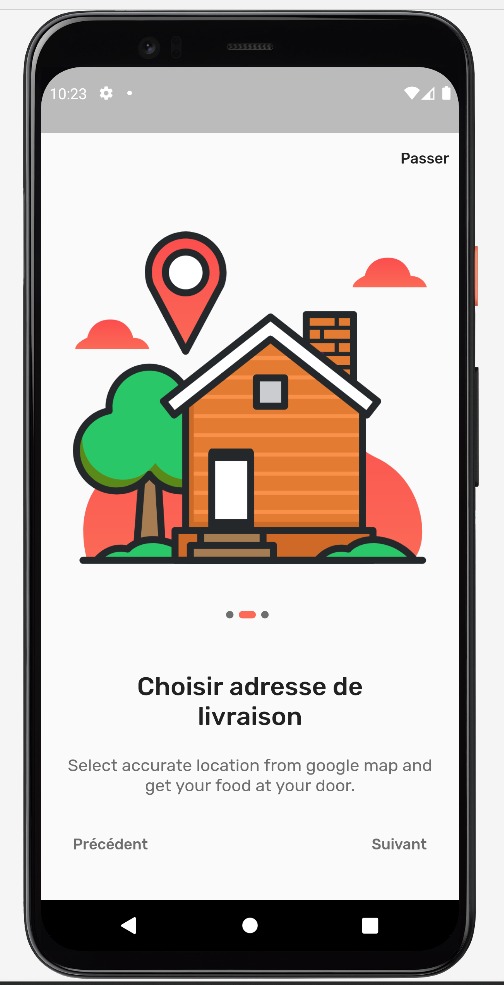 10:23
Passer
Choisir adresse de
livraison
Select accurate location from google map and
get your food at your door.
Précédent
Suivant